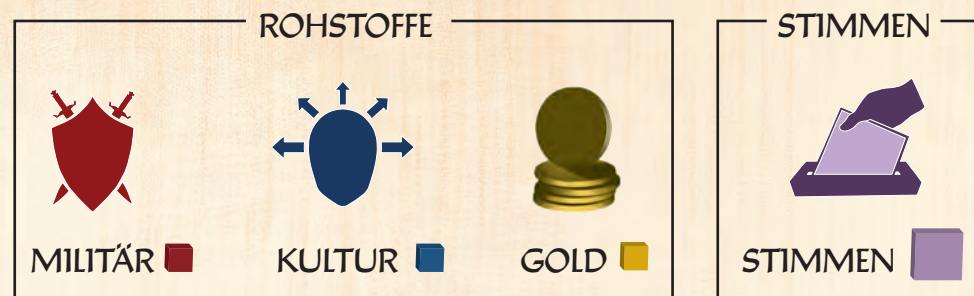 ROHSTOFFE
STIMMEN
MILITÄR
KULTUR
GOLD
STIMMEN